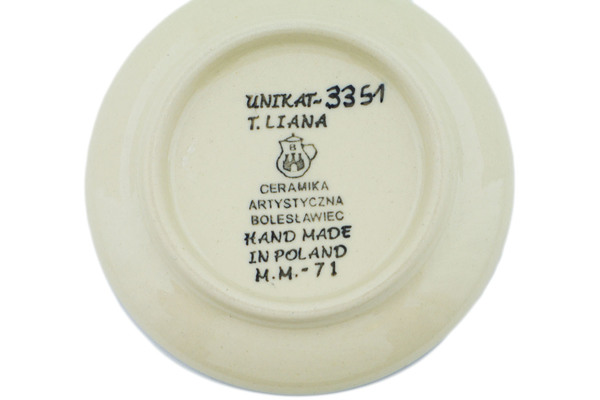 UNIKAT-3351
T. LIANA
B
CERAMIKA
ARTYSTYCZNA
BOLESŁAWIEC
HAND MADE
IN POLAND
M.M.-71